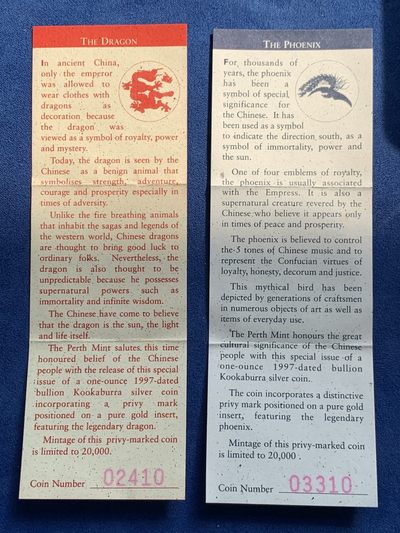 THE DRAGON
In ancient China,
only the emperor
was allowed to
wear clothes with
dragons as
decoration because
the dragon was
viewed as a symbol of royalty, power
and mystery.
Today, the dragon is seen by the
Chinese as a benign animal that
symbolises strength, adventure,
courage and prosperity especially in
times of adversity.
Unlike the fire breathing animals
that inhabit the sagas and legends of
the western world, Chinese dragons
are thought to bring good luck to
ordinary folks. Nevertheless, the
dragon is also thought to be
unpredictable because he possesses
supernatural powers such as
immortality and infinite wisdom.
The Chinese have come to believe
that the dragon is the sun, the light
and life itself.
The Perth Mint salutes this time
honoured belief of the Chinese
people with the release of this special
issue of a one-ounce 1997-dated
bullion Kookaburra silver coin
incorporating a privy mark
positioned on a pure gold insert,
featuring the legendary dragon.
Mintage of this privy-marked coin
is limited to 20,000.
Coin Number 02410
THE PHOENIX
For thousands of
years, the phoenix
has been a
symbol of special
significance for
the Chinese. It has
been used as a symbol
to indicate the direction south, as a
symbol of immortality, power and
the sun.
One of four emblems of royalty,
the phoenix is usually associated
with the Empress. It is also a
supernatural creature revered by the
Chinese who believe it appears only
in times of peace and prosperity.
The phoenix is believed to control
the 5 tones of Chinese music and to
represent the Confucian virtues of
loyalty, honesty, decorum and justice.
This mythical bird has been
depicted by generations of craftsmen
in numerous objects of art as well as
items of everyday use.
The Perth Mint honours the great
cultural significance of the Chinese
people with this special issue of a
one-ounce 1997-dated bullion
Kookaburra silver coin.
The coin incorporates a distinctive
privy mark positioned on a pure gold
insert, featuring the legendary
phoenix.
Mintage of this privy-marked coin
is limited to 20,000 .
Coin Number 03310